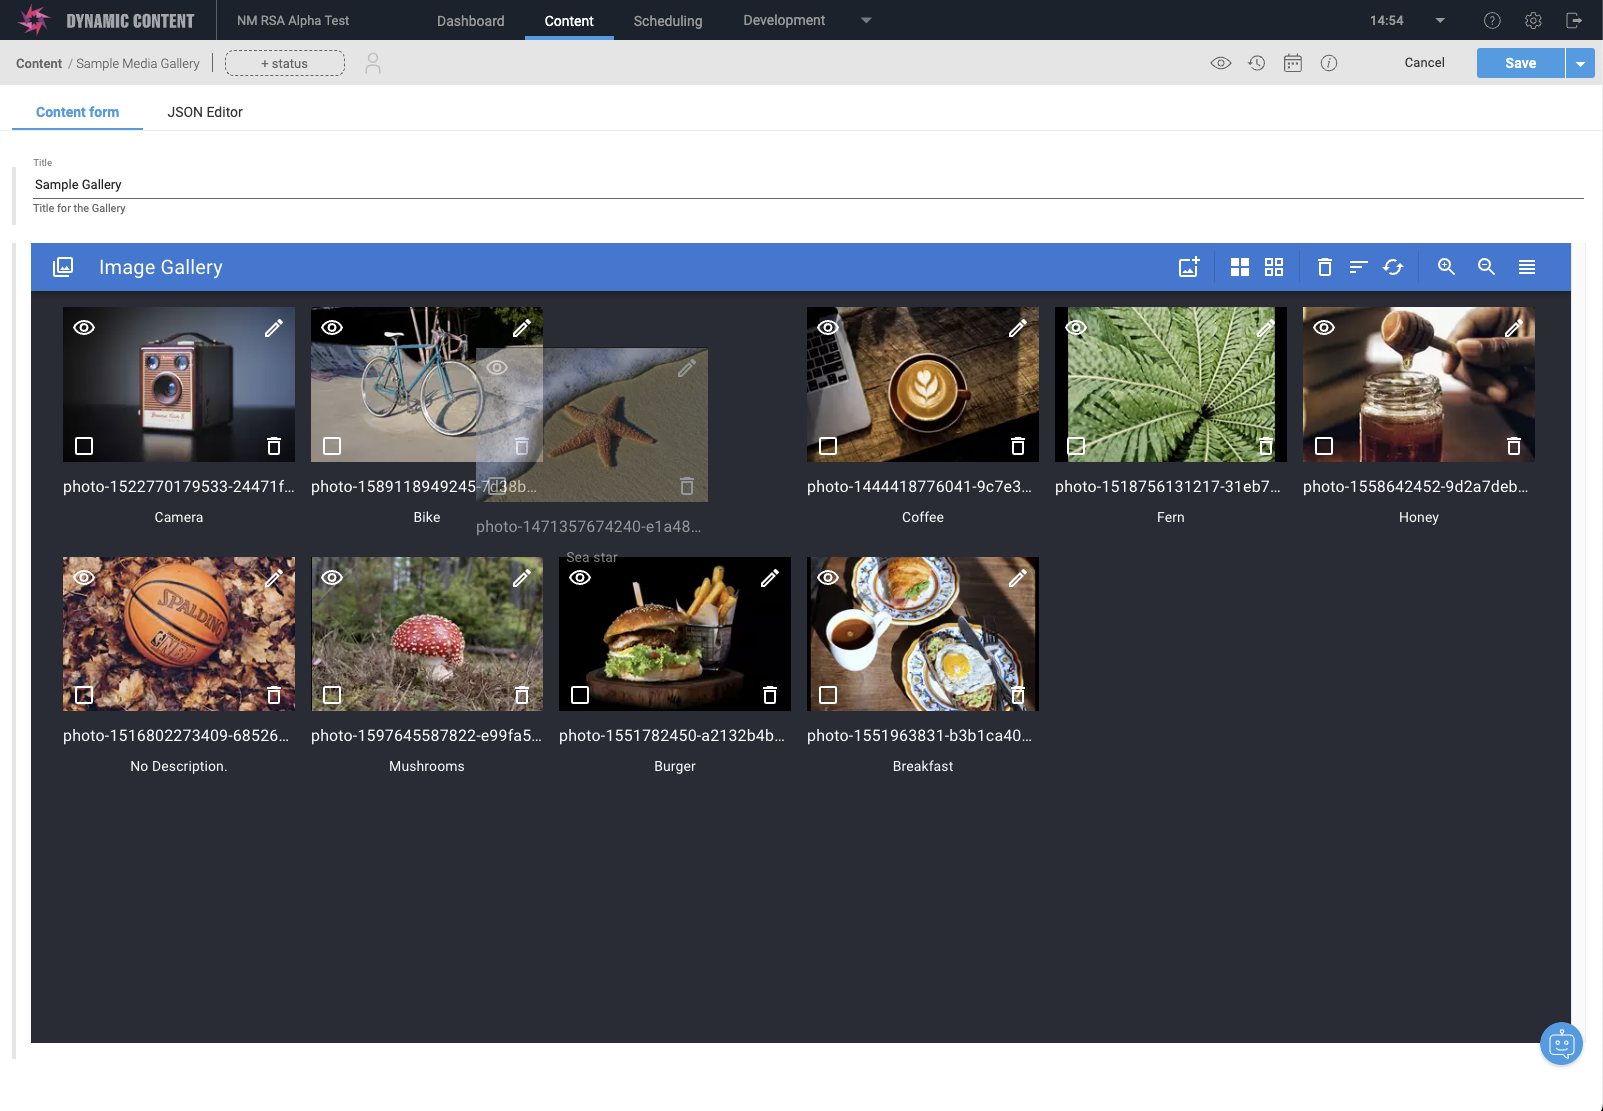 DYNAMIC CONTENT
NM RSA Alpha Test
Dashboard
Content
Scheduling
Development
14:54
Content / Sample Media Gallery
+ status
Cancel
Save
Content form
JSON Editor
Title
Sample Gallery
Title for the Gallery
Image Gallery
photo-1522770179533-24471f...
photo-1589118949245-7d38b...
photo-1471357674240-e1a48...
photo-1444418776041-9c7e3...
photo-1518756131217-31eb7...
photo-1558642452-9d2a7deb...
Camera
Bike
Sea star
Coffee
Fern
Honey
SPALDING
NBA
photo-1516802273409-68526...
photo-1597645587822-e99fa5...
photo-1551782450-a2132b4b...
photo-1551963831-b3b1ca40...
No Description.
Mushrooms
Burger
Breakfast